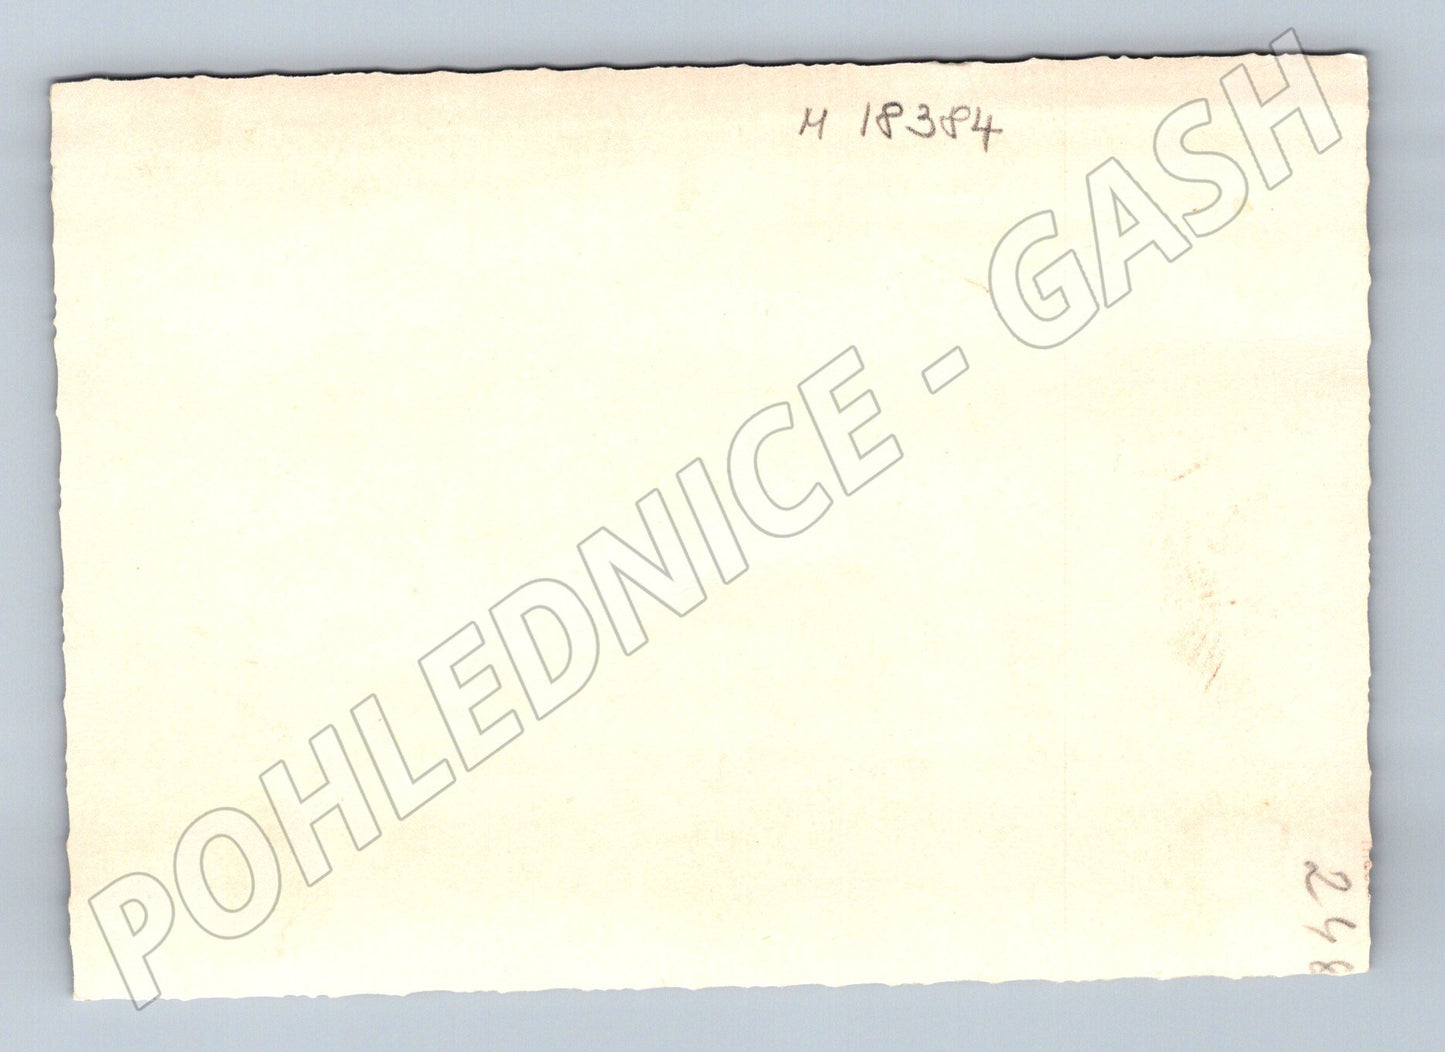 M 18384
POHLEDNICE - GASH
248